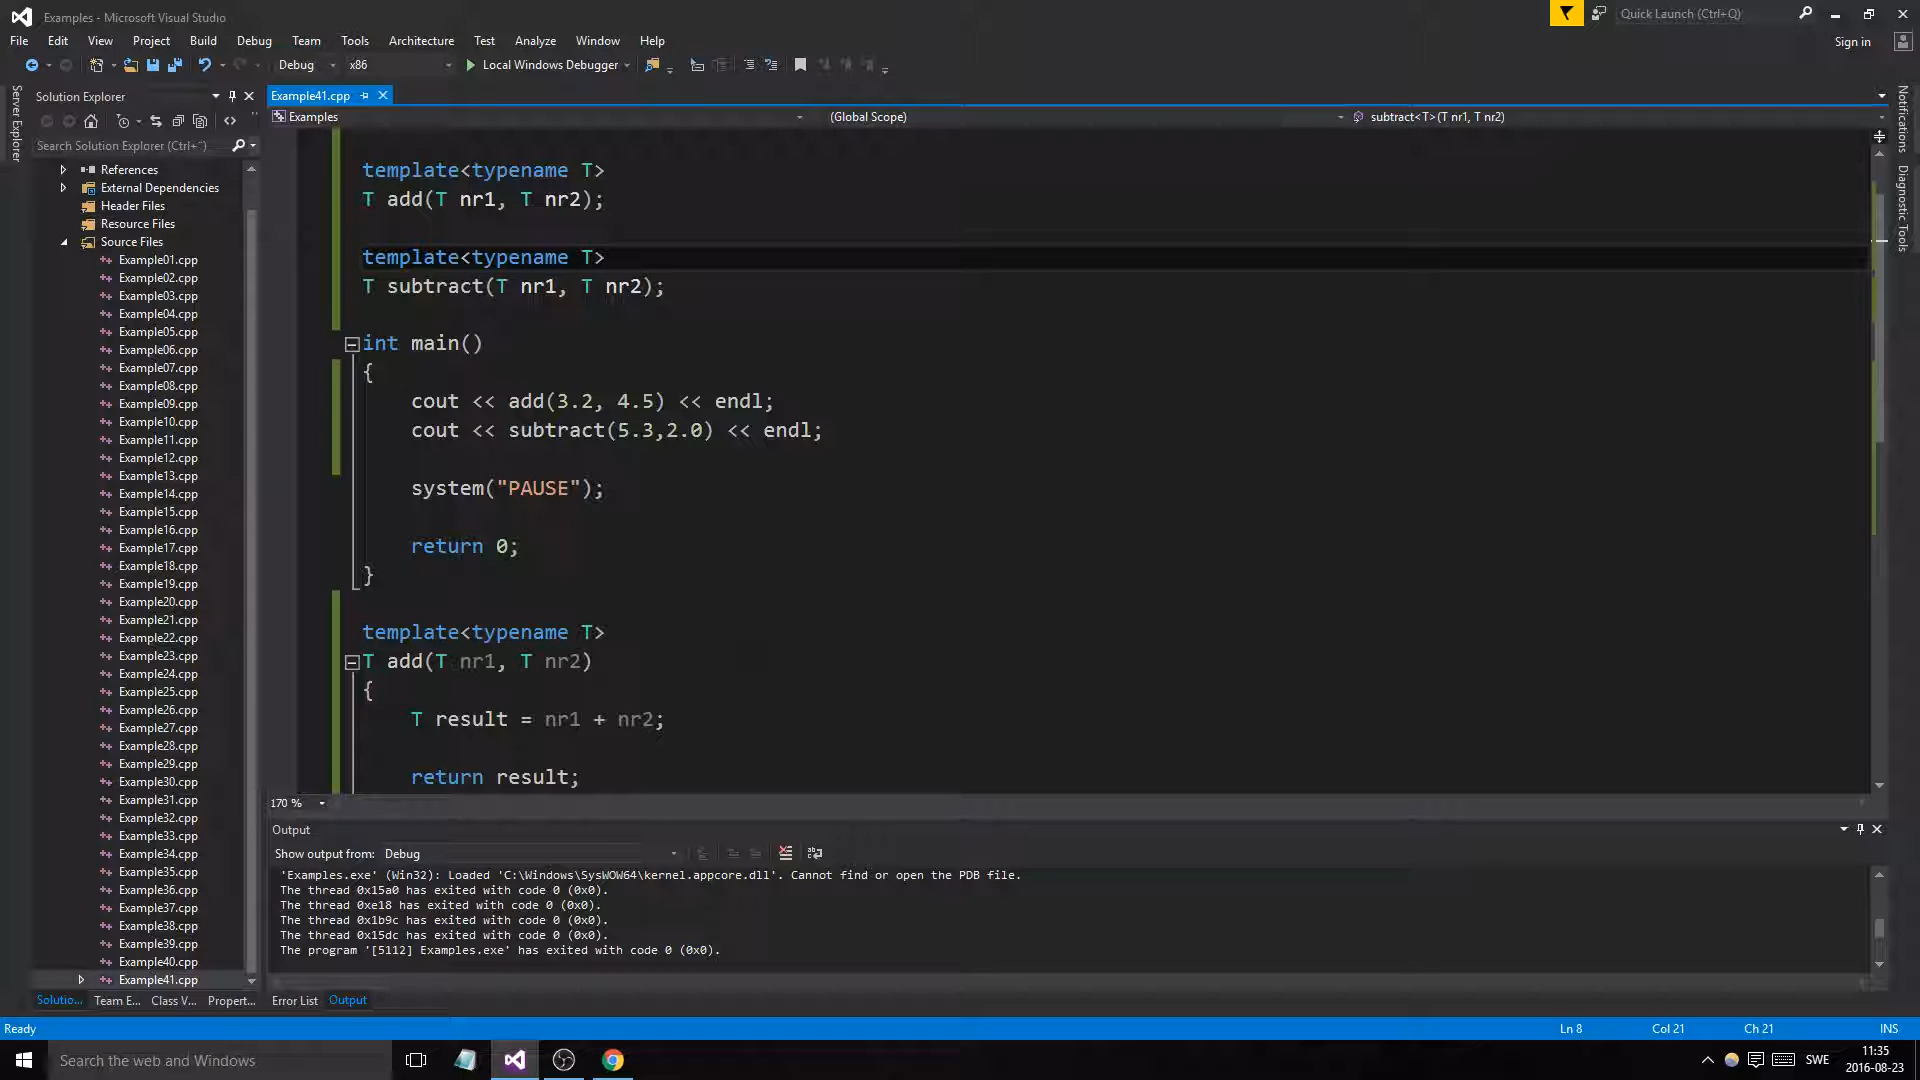 Examples - Microsoft Visual Studio
Quick Launch (Ctrl+Q)
File Edit View Project Build Debug Team Tools Architecture Test Analyze Window Help
Sign in
Debug x86 Local Windows Debugger
Server Explorer
Solution Explorer
Search Solution Explorer (Ctrl+¨)
References
External Dependencies
Header Files
Resource Files
Source Files
Example01.cpp
Example02.cpp
Example03.cpp
Example04.cpp
Example05.cpp
Example06.cpp
Example07.cpp
Example08.cpp
Example09.cpp
Example10.cpp
Example11.cpp
Example12.cpp
Example13.cpp
Example14.cpp
Example15.cpp
Example16.cpp
Example17.cpp
Example18.cpp
Example19.cpp
Example20.cpp
Example21.cpp
Example22.cpp
Example23.cpp
Example24.cpp
Example25.cpp
Example26.cpp
Example27.cpp
Example28.cpp
Example29.cpp
Example30.cpp
Example31.cpp
Example32.cpp
Example33.cpp
Example34.cpp
Example35.cpp
Example36.cpp
Example37.cpp
Example38.cpp
Example39.cpp
Example40.cpp
Example41.cpp
Solutio... Team E... Class V... Propert...
Example41.cpp
Examples (Global Scope) subtract<T>(T nr1, T nr2)
template<typename T>
T add(T nr1, T nr2);
template<typename T>
T subtract(T nr1, T nr2);
int main()
{
cout << add(3.2, 4.5) << endl;
cout << subtract(5.3,2.0) << endl;
system("PAUSE");
return 0;
}
template<typename T>
T add(T nr1, T nr2)
{
T result = nr1 + nr2;
return result;
170 %
Notifications
Diagnostic Tools
Output
Show output from: Debug
'Examples.exe' (Win32): Loaded 'C:\Windows\SysWOW64\kernel.appcore.dll'. Cannot find or open the PDB file.
The thread 0x15a0 has exited with code 0 (0x0).
The thread 0xe18 has exited with code 0 (0x0).
The thread 0x1b9c has exited with code 0 (0x0).
The thread 0x15dc has exited with code 0 (0x0).
The program '[5112] Examples.exe' has exited with code 0 (0x0).
Error List Output
Ready Ln 8 Col 21 Ch 21 INS
Search the web and Windows
SWE
11:35
2016-08-23